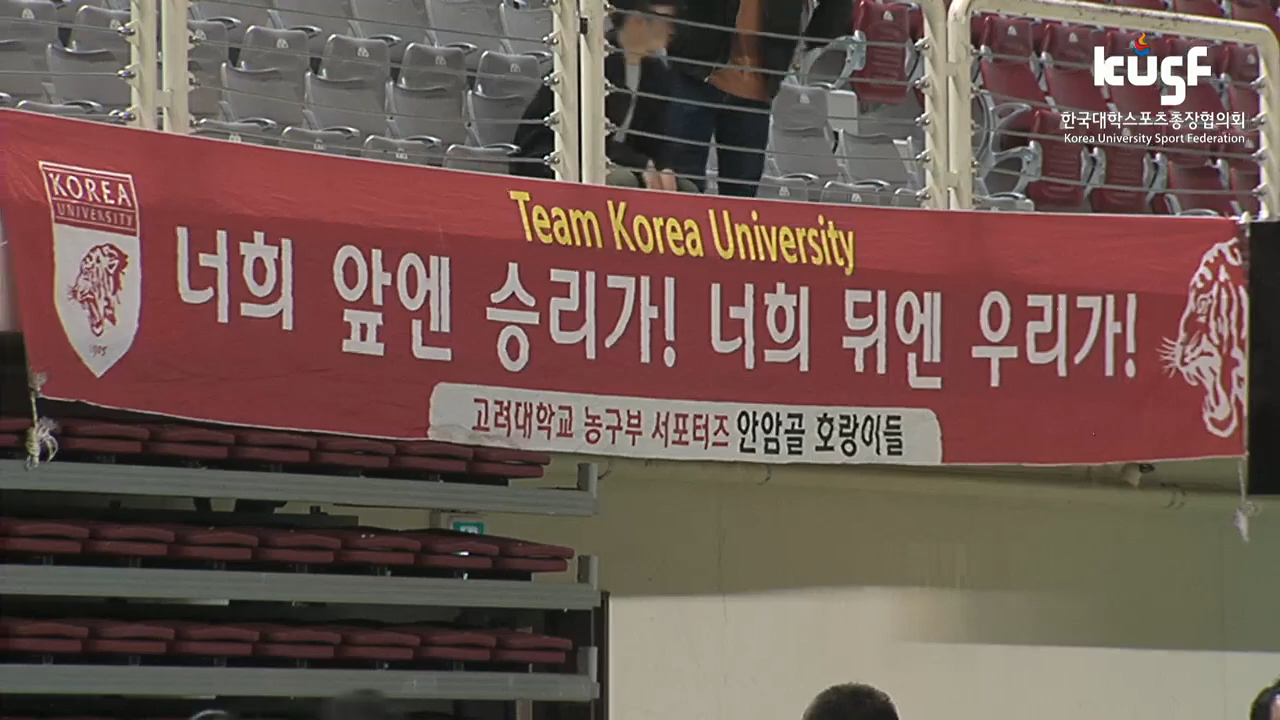 kusf
한국대학스포츠총장협의회
Korea University Sport Federation
KOREA
UNIVERSITY
1905
Team Korea University
너희 앞엔 승리가! 너희 뒤엔 우리가!
고려대학교 농구부 서포터즈 안암골 호랑이들